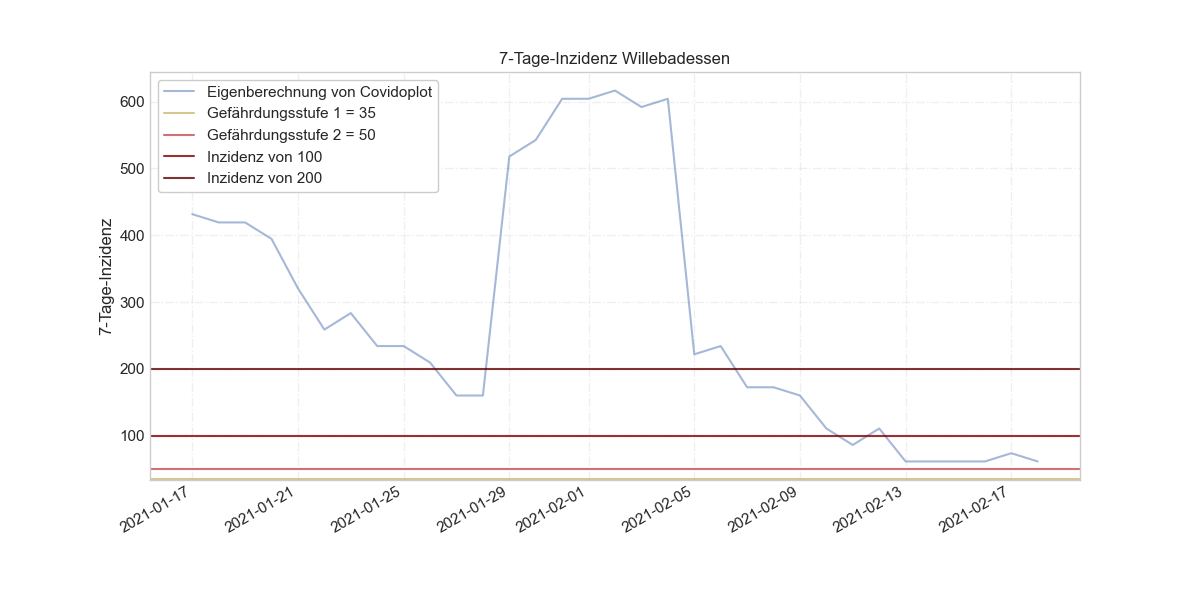 7-Tage-Inzidenz Willebadessen
Eigenberechnung von Covidoplot
Gefährdungsstufe 1 = 35
Gefährdungsstufe 2 = 50
Inzidenz von 100
Inzidenz von 200
7-Tage-Inzidenz
600
500
400
300
200
100
2021-01-17
2021-01-21
2021-01-25
2021-01-29
2021-02-01
2021-02-05
2021-02-09
2021-02-13
2021-02-17